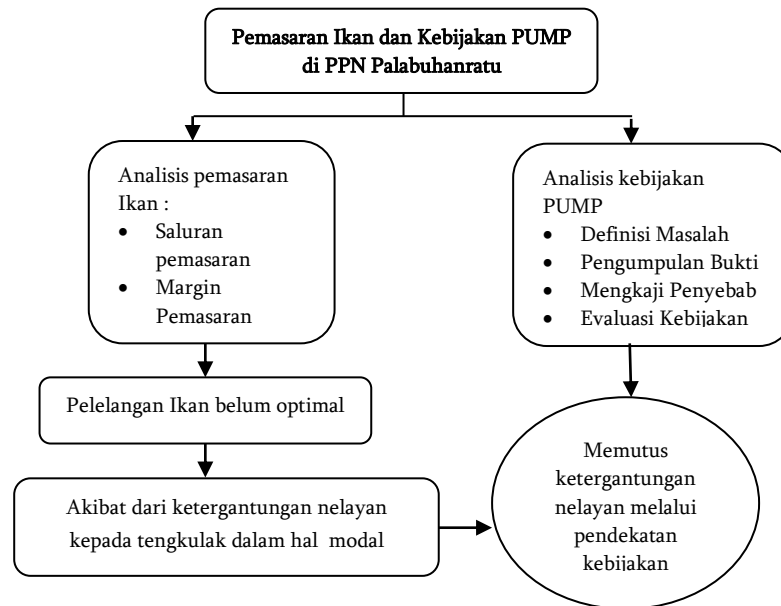 Pemasaran Ikan dan Kebijakan PUMP
di PPN Palabuhanratu
Analisis pemasaran
Ikan :
• Saluran
pemasaran
• Margin
Pemasaran
Analisis kebijakan
PUMP
• Definisi Masalah
• Pengumpulan Bukti
• Mengkaji Penyebab
• Evaluasi Kebijakan
Pelelangan Ikan belum optimal
Akibat dari ketergantungan nelayan
kepada tengkulak dalam hal modal
Memutus
ketergantungan
nelayan melalui
pendekatan
kebijakan